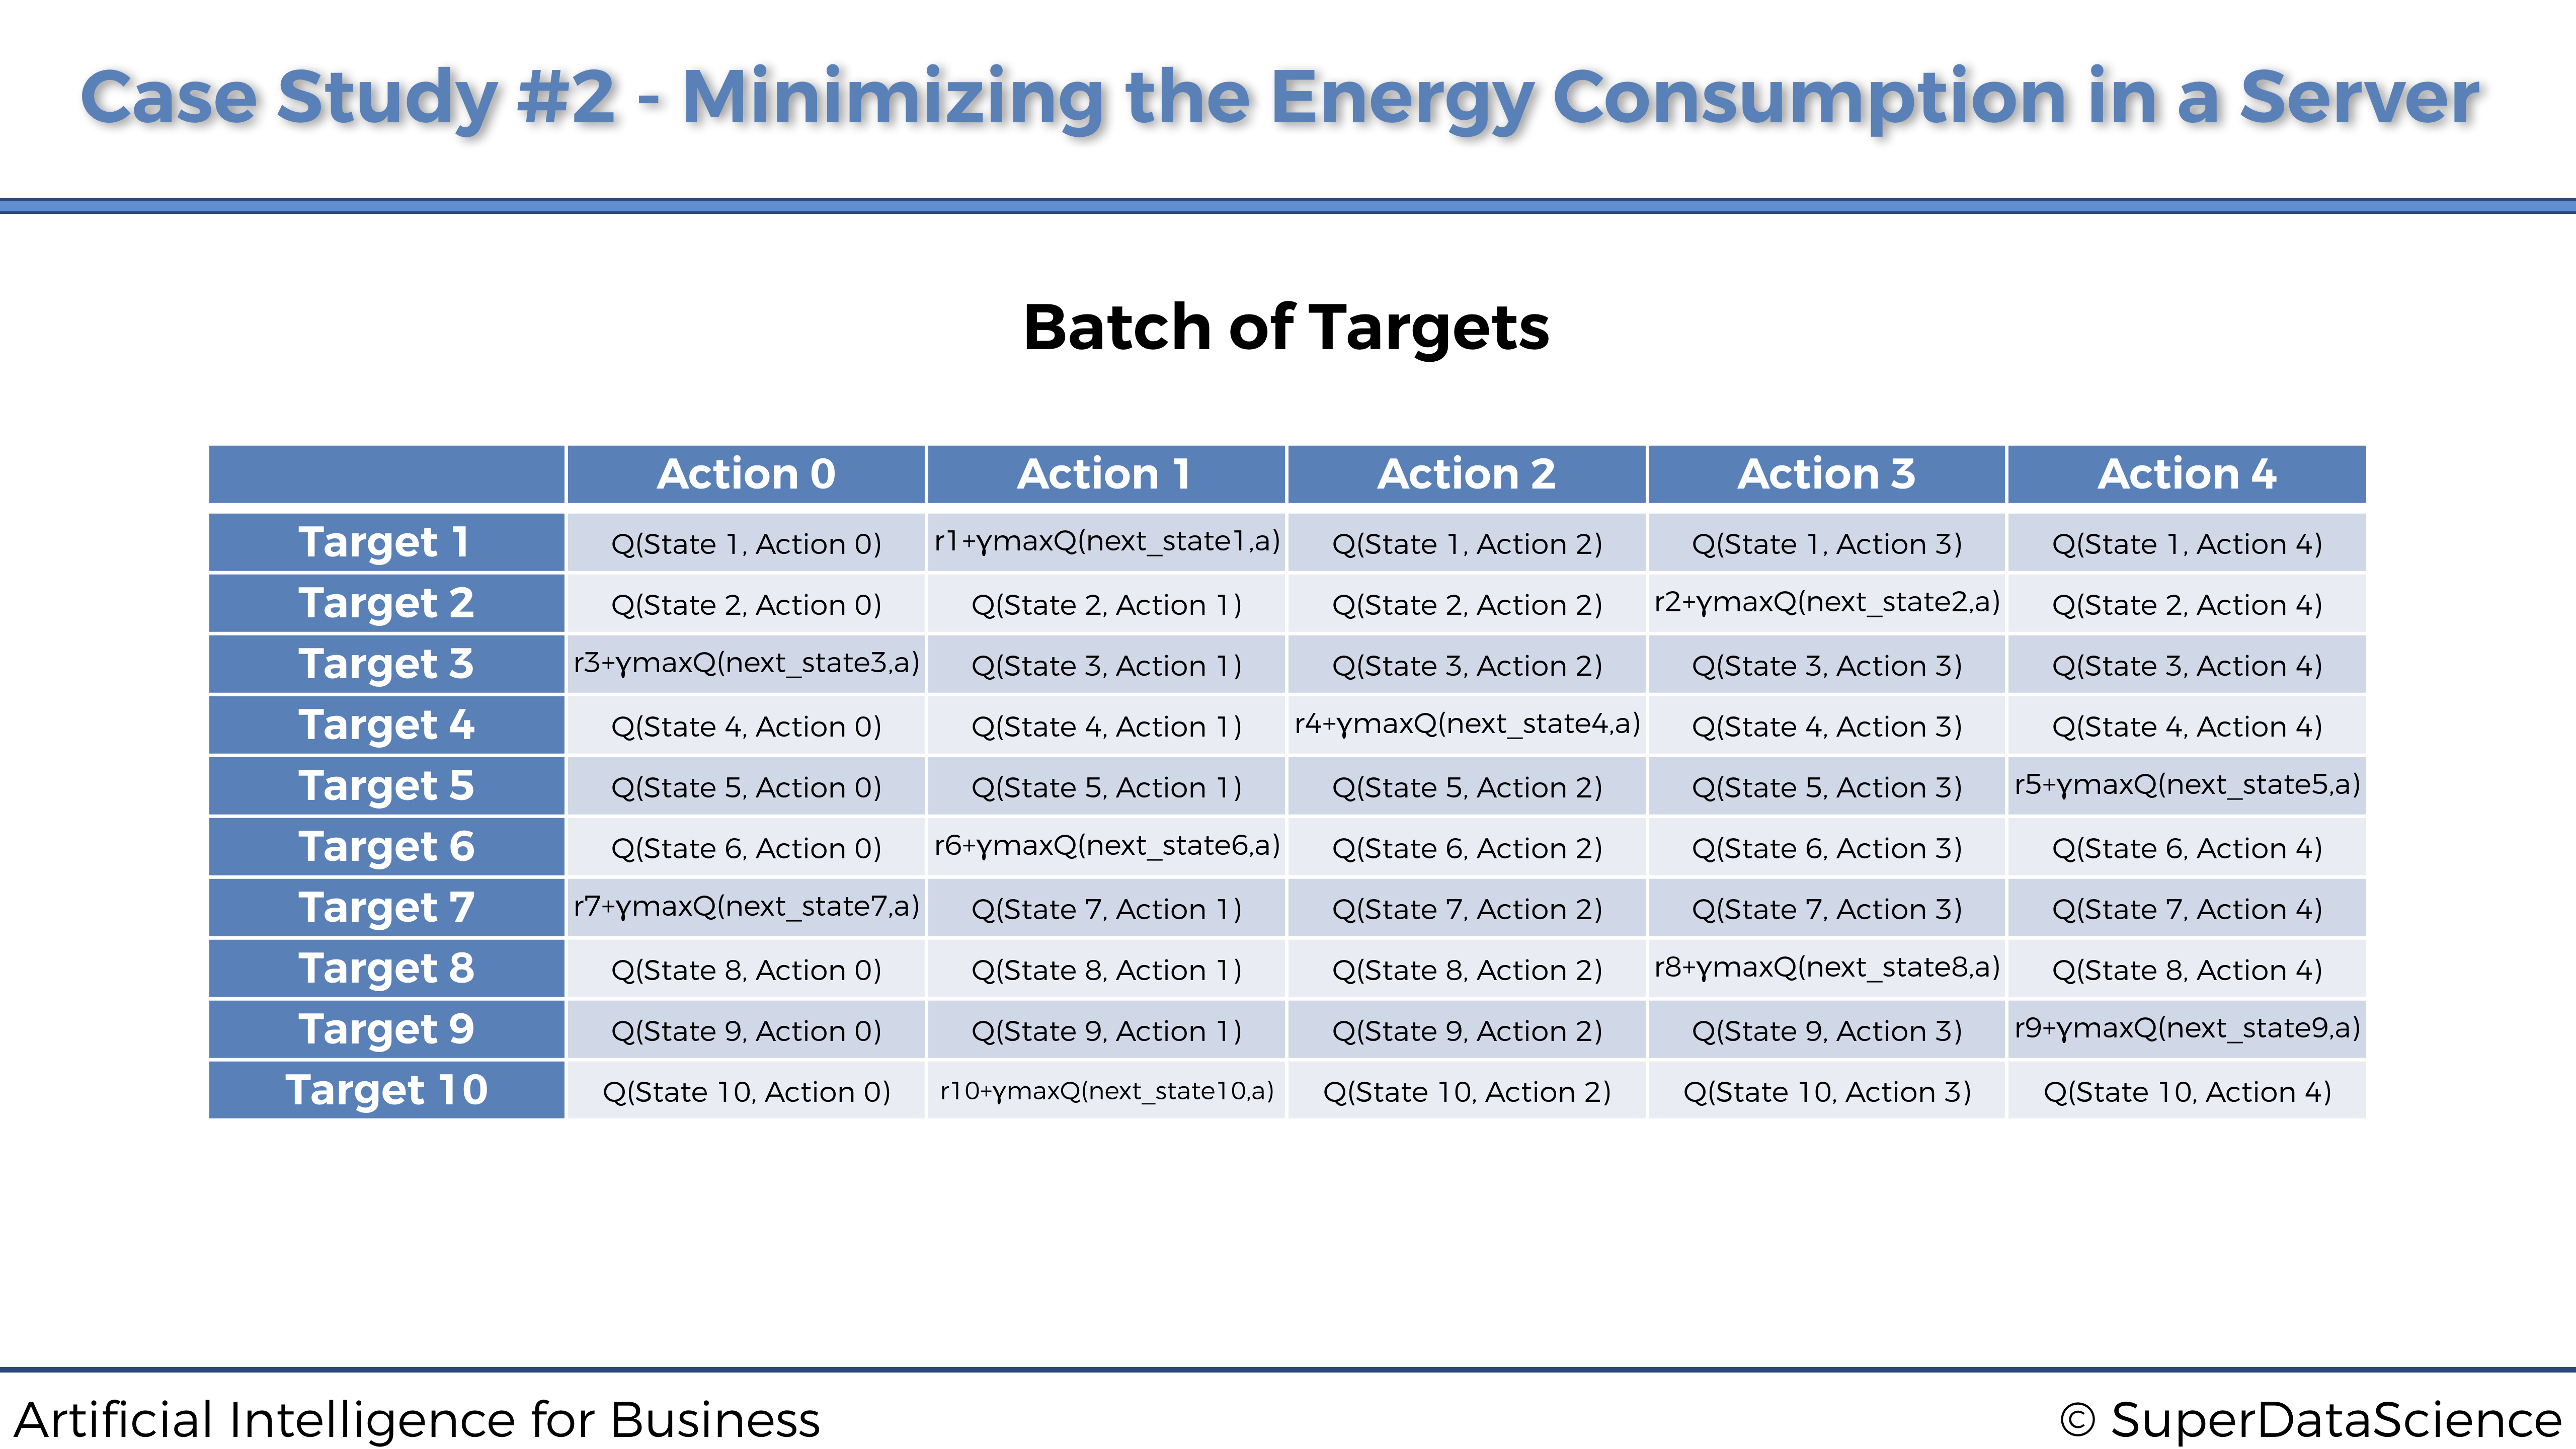 Case Study #2 - Minimizing the Energy Consumption in a Server
Batch of Targets
Action 0 Action 1 Action 2 Action 3 Action 4
Target 1 Q(State 1, Action 0) r1+γmaxQ(next_state1,a) Q(State 1, Action 2) Q(State 1, Action 3) Q(State 1, Action 4)
Target 2 Q(State 2, Action 0) Q(State 2, Action 1) Q(State 2, Action 2) r2+γmaxQ(next_state2,a) Q(State 2, Action 4)
Target 3 r3+γmaxQ(next_state3,a) Q(State 3, Action 1) Q(State 3, Action 2) Q(State 3, Action 3) Q(State 3, Action 4)
Target 4 Q(State 4, Action 0) Q(State 4, Action 1) r4+γmaxQ(next_state4,a) Q(State 4, Action 3) Q(State 4, Action 4)
Target 5 Q(State 5, Action 0) Q(State 5, Action 1) Q(State 5, Action 2) Q(State 5, Action 3) r5+γmaxQ(next_state5,a)
Target 6 Q(State 6, Action 0) r6+γmaxQ(next_state6,a) Q(State 6, Action 2) Q(State 6, Action 3) Q(State 6, Action 4)
Target 7 r7+γmaxQ(next_state7,a) Q(State 7, Action 1) Q(State 7, Action 2) Q(State 7, Action 3) Q(State 7, Action 4)
Target 8 Q(State 8, Action 0) Q(State 8, Action 1) Q(State 8, Action 2) r8+γmaxQ(next_state8,a) Q(State 8, Action 4)
Target 9 Q(State 9, Action 0) Q(State 9, Action 1) Q(State 9, Action 2) Q(State 9, Action 3) r9+γmaxQ(next_state9,a)
Target 10 Q(State 10, Action 0) r10+γmaxQ(next_state10,a) Q(State 10, Action 2) Q(State 10, Action 3) Q(State 10, Action 4)
Artificial Intelligence for Business
© SuperDataScience